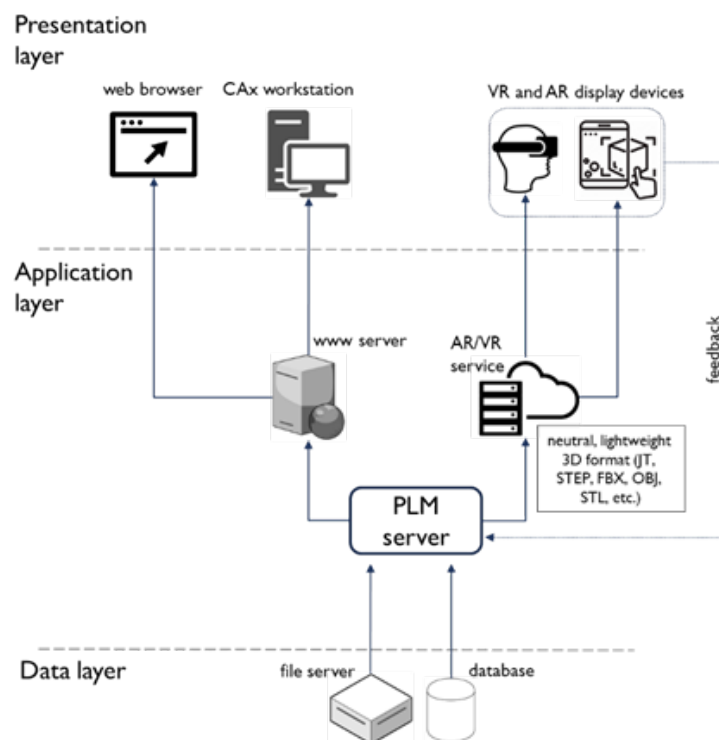 Presentation
layer
web browser
CAx workstation
VR and AR display devices
Application
layer
www server
AR/VR
service
feedback
neutral, lightweight
3D format (JT,
STEP, FBX, OBJ,
STL, etc.)
PLM
server
Data layer
file server
database